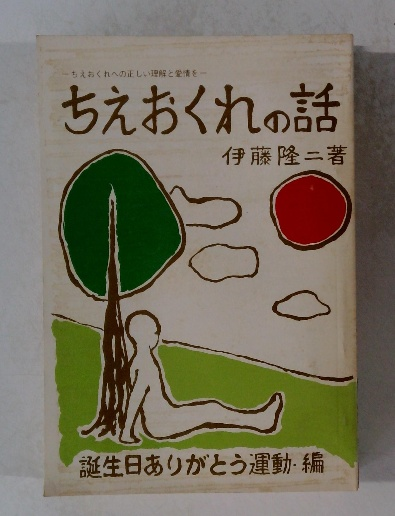 −ちえおくれへの正しい理解と愛情を−
ちえおくれの話
伊藤隆二著
誕生日ありがとう運動・編